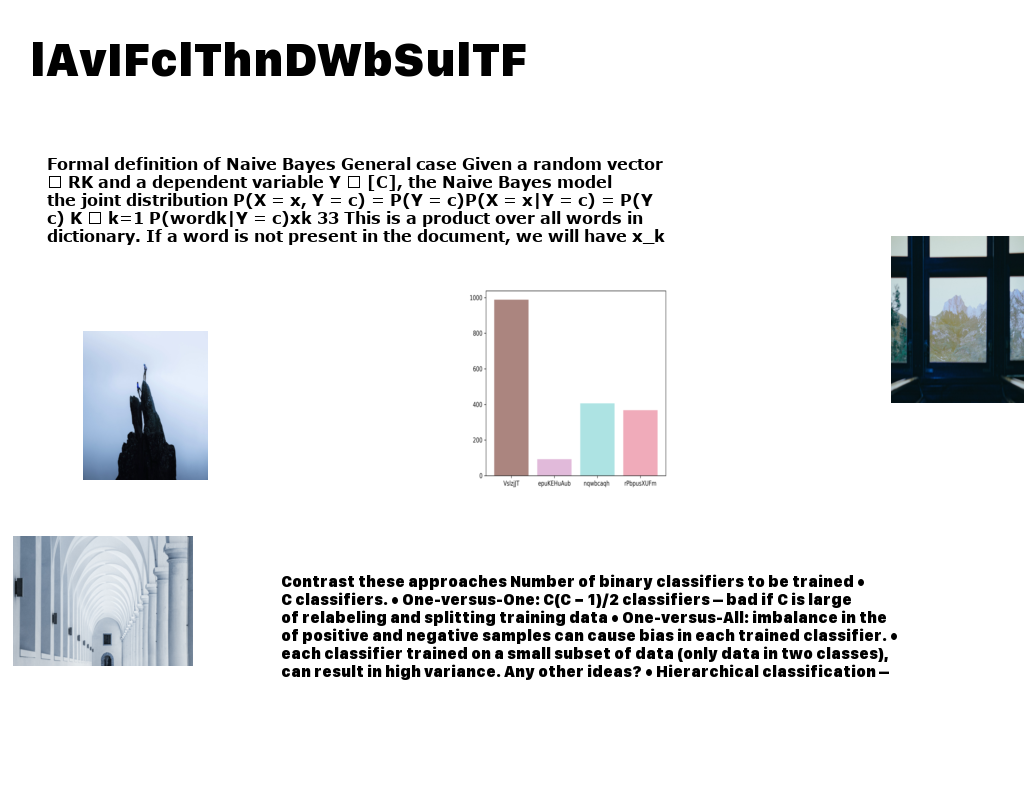 lAvIFclThnDWbSulTF
Formal definition of Naive Bayes General case Given a random vector
☐ RK and a dependent variable Y ☐ [C], the Naive Bayes model
the joint distribution P(X = x, Y = c) = P(Y = c)P(X = x|Y = c) = P(Y
c) K ☐ k=1 P(wordk|Y = c)xk 33 This is a product over all words in
dictionary. If a word is not present in the document, we will have x_k
1000
800
600
400
200
0
VslzjJT epuKEHuAub nqwbcaqh rPbpusXUFm
Contrast these approaches Number of binary classifiers to be trained •
C classifiers. • One-versus-One: C(C − 1)/2 classifiers – bad if C is large
of relabeling and splitting training data • One-versus-All: imbalance in the
of positive and negative samples can cause bias in each trained classifier. •
each classifier trained on a small subset of data (only data in two classes),
can result in high variance. Any other ideas? • Hierarchical classification –